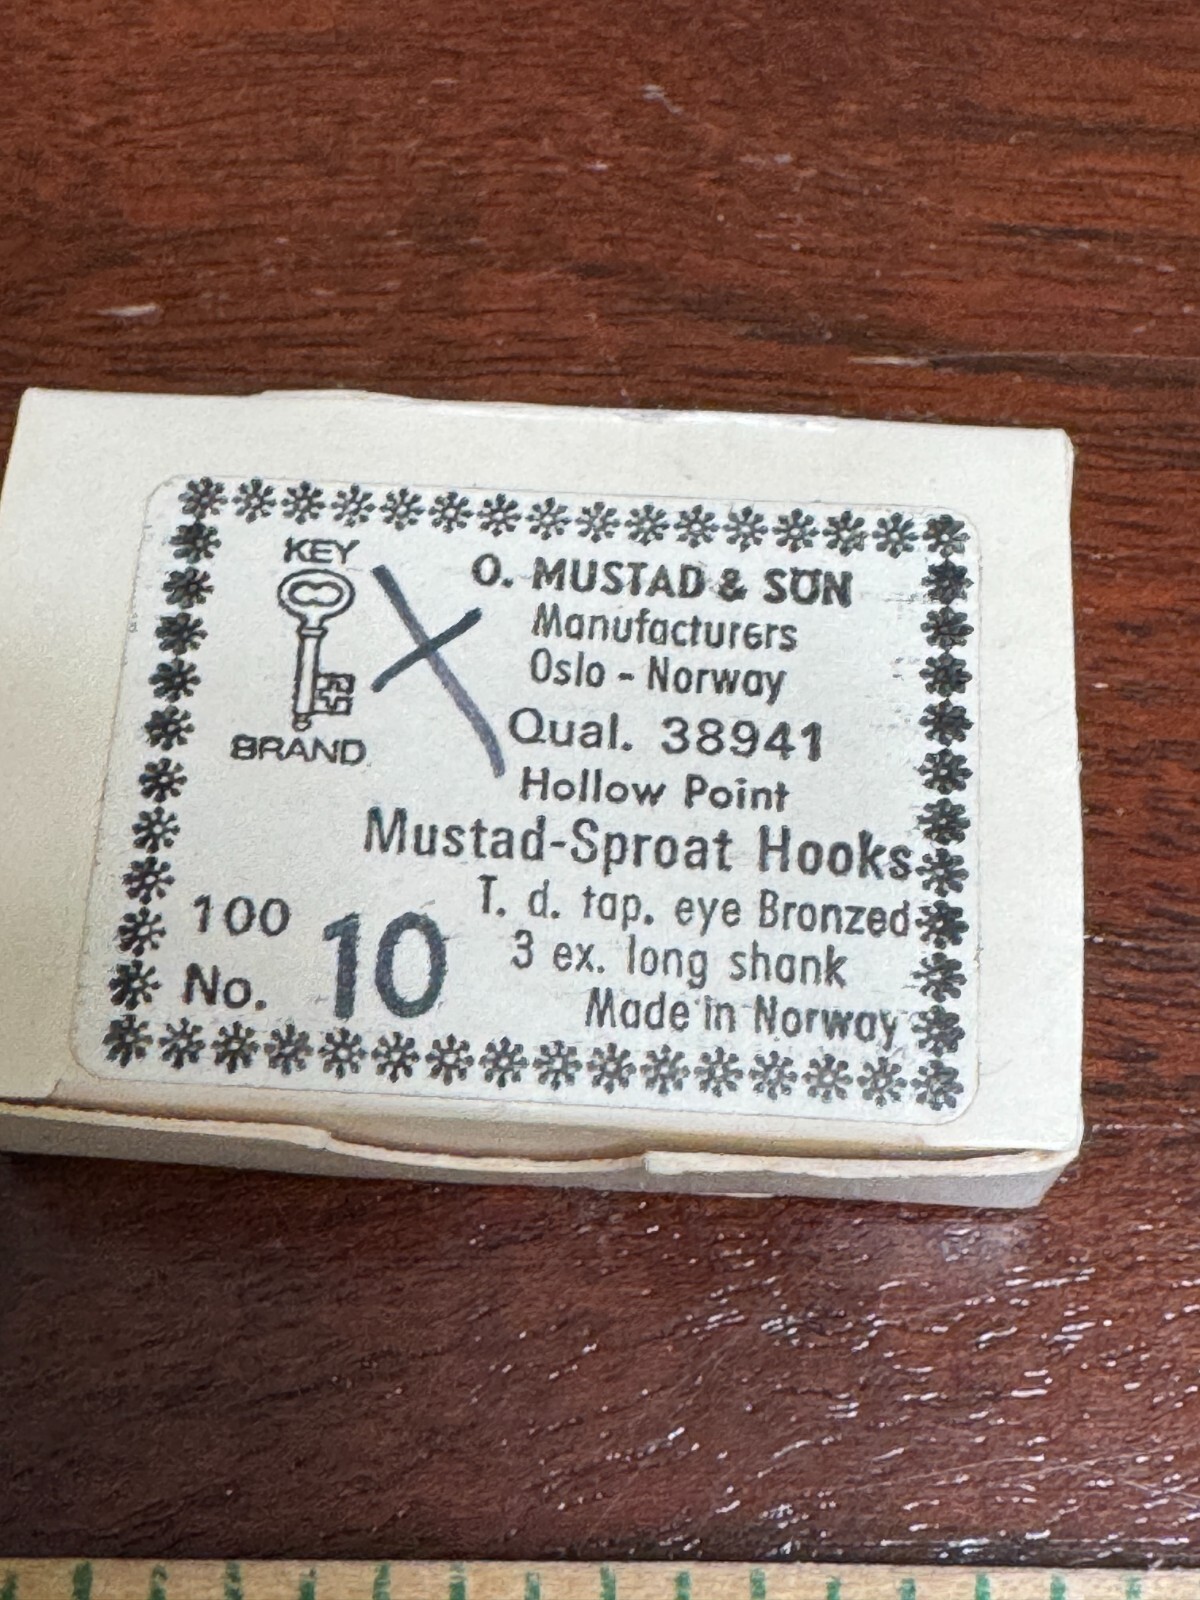 KEY
BRAND
O. MUSTAD & SÖN
Manufacturers
Oslo - Norway
Qual. 38941
Hollow Point
Mustad-Sproat Hooks
T. d. tap. eye Bronzed
3 ex. long shank
Made in Norway
100
No. 10